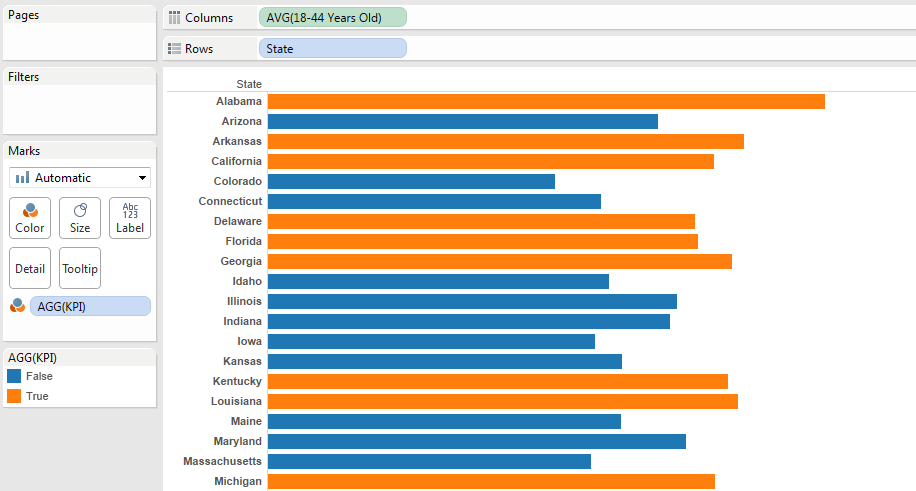 Pages
Columns
AVG(18-44 Years Old)
Rows
State
Filters
Marks
Automatic
Color
Size
Abc
123
Label
Detail
Tooltip
AGG(KPI)
AGG(KPI)
False
True
State
Alabama
Arizona
Arkansas
California
Colorado
Connecticut
Delaware
Florida
Georgia
Idaho
Illinois
Indiana
Iowa
Kansas
Kentucky
Louisiana
Maine
Maryland
Massachusetts
Michigan